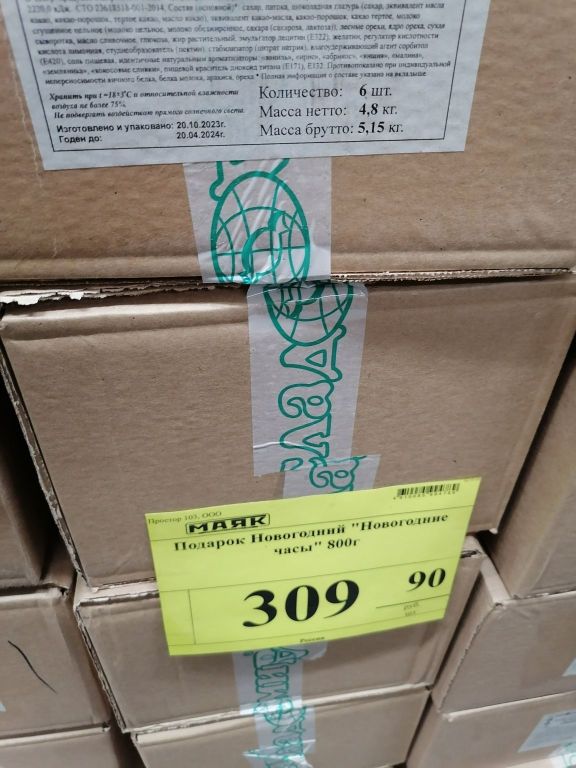 2220,0 кДж. СТО 23618318-001-2014. Состав (основной)* сахар, патока, шоколадная глазурь (сахар, эквивалент масла
какао, какао-порошок, тертое какао, масло какао), эквивалент какао-масла, какао-порошок, какао тертое, молоко
сгущенное цельное (молоко цельное, молоко обезжиренное, сахара (сахароза, лактоза)), лесные орехи, ядро ореха, сухая
сыворотка, масло сливочное, глюкоза, жир растительный, эмульгатор лецитин (Е322), желатин, регулятор кислотности
кислота лимонная, студнеобразователь (пектин), стабилизатор (цитрат натрия), влагоудерживающий агент сорбитол
(Е420), соль пищевая, идентичные натуральным ароматизаторы: «ваниль», «ирис», «абрикос», «вишня», «малина»,
«земляника», «кокосовые сливки», пищевой краситель диоксид титана (Е171), Е132. Противопоказано при индивидуальной
непереносимости яичного белка, белка молока, арахиса, ореха. * Полная информация о составе указана на вкладыше
Хранить при t =18±3°С и относительной влажности
воздуха не более 75%.
Не подвергать воздействию прямого солнечного света.
Изготовлено и упаковано: 20.10.2023г.
Годен до: 20.04.2024г.
Количество: 6 шт.
Масса нетто: 4,8 кг.
Масса брутто: 5,15 кг.
Простор 103, ООО
МАЯК
Подарок Новогодний "Новогодние
часы" 800г
309 90
руб.
шт.
Россия